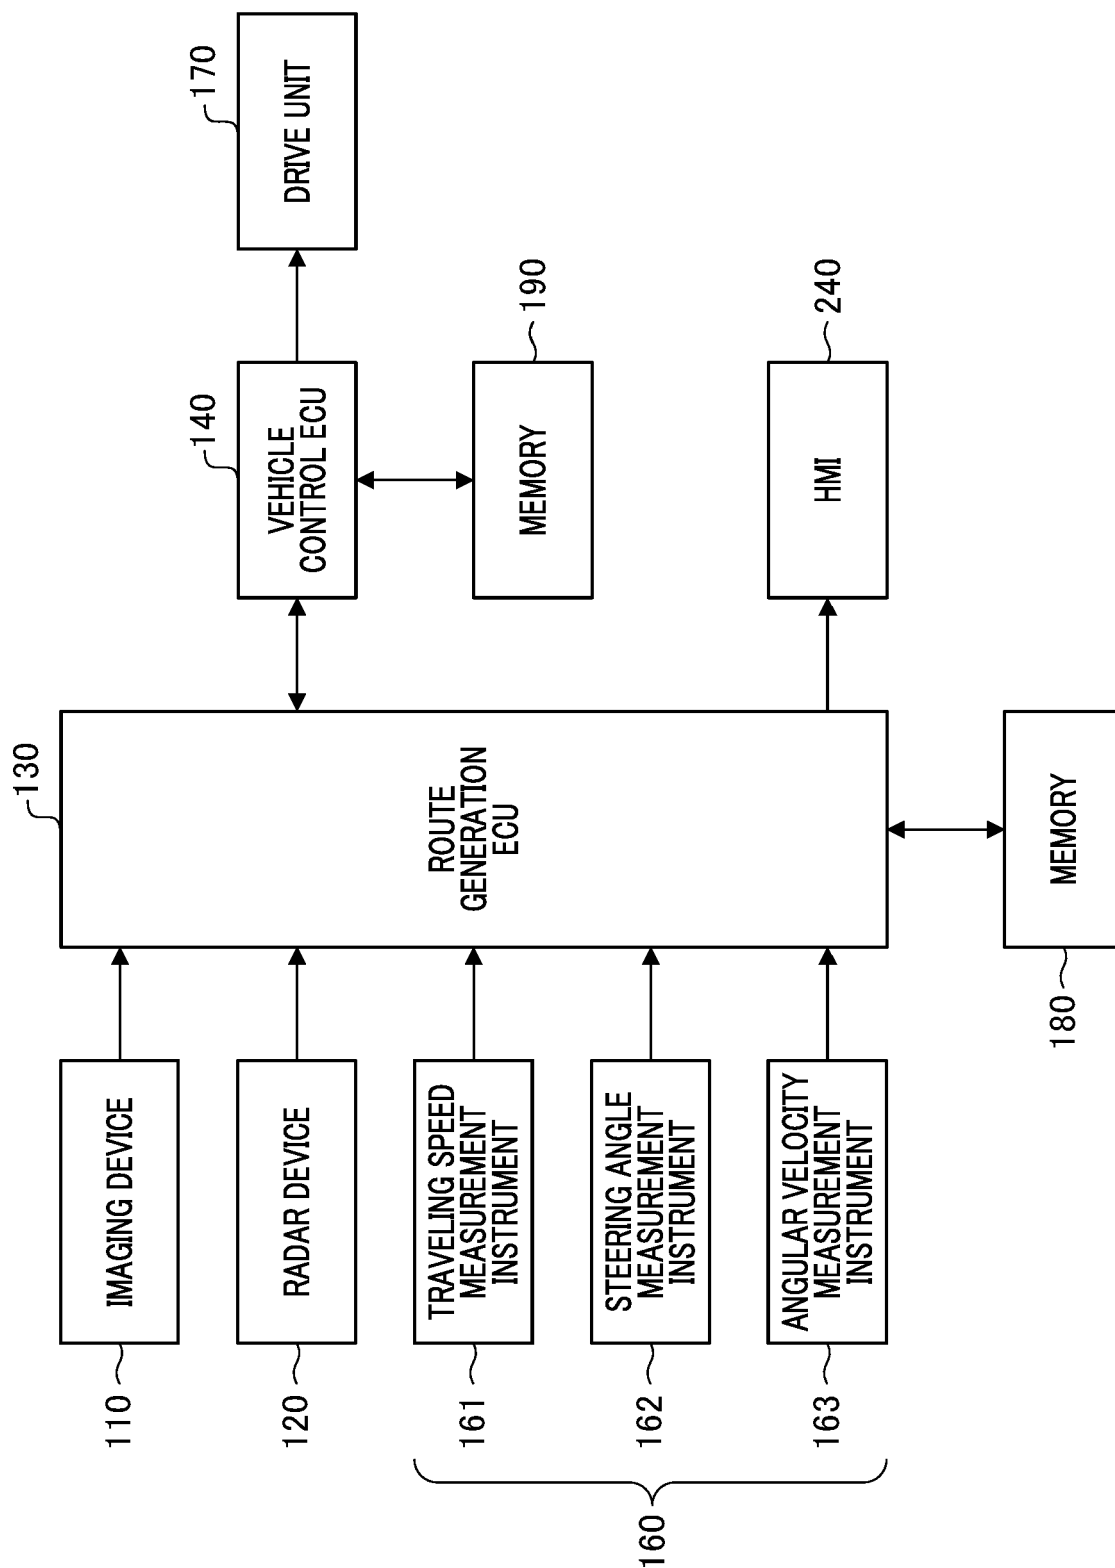 110
IMAGING DEVICE
120
RADAR DEVICE
160
161
TRAVELING SPEED
MEASUREMENT
INSTRUMENT
162
STEERING ANGLE
MEASUREMENT
INSTRUMENT
163
ANGULAR VELOCITY
MEASUREMENT
INSTRUMENT
130
ROUTE
GENERATION
ECU
180
MEMORY
140
VEHICLE
CONTROL ECU
190
MEMORY
240
HMI
170
DRIVE UNIT